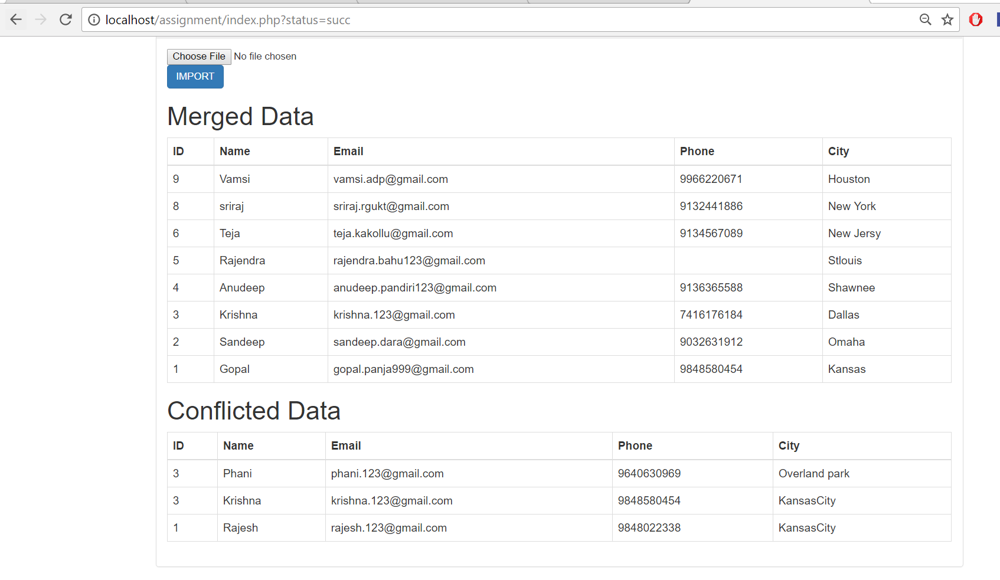 localhost/assignment/index.php?status=succ
Choose File No file chosen
IMPORT
Merged Data
ID Name Email Phone City
9 Vamsi vamsi.adp@gmail.com 9966220671 Houston
8 sriraj sriraj.rgukt@gmail.com 9132441886 New York
6 Teja teja.kakollu@gmail.com 9134567089 New Jersy
5 Rajendra rajendra.bahu123@gmail.com Stlouis
4 Anudeep anudeep.pandiri123@gmail.com 9136365588 Shawnee
3 Krishna krishna.123@gmail.com 7416176184 Dallas
2 Sandeep sandeep.dara@gmail.com 9032631912 Omaha
1 Gopal gopal.panja999@gmail.com 9848580454 Kansas
Conflicted Data
ID Name Email Phone City
3 Phani phani.123@gmail.com 9640630969 Overland park
3 Krishna krishna.123@gmail.com 9848580454 KansasCity
1 Rajesh rajesh.123@gmail.com 9848022338 KansasCity